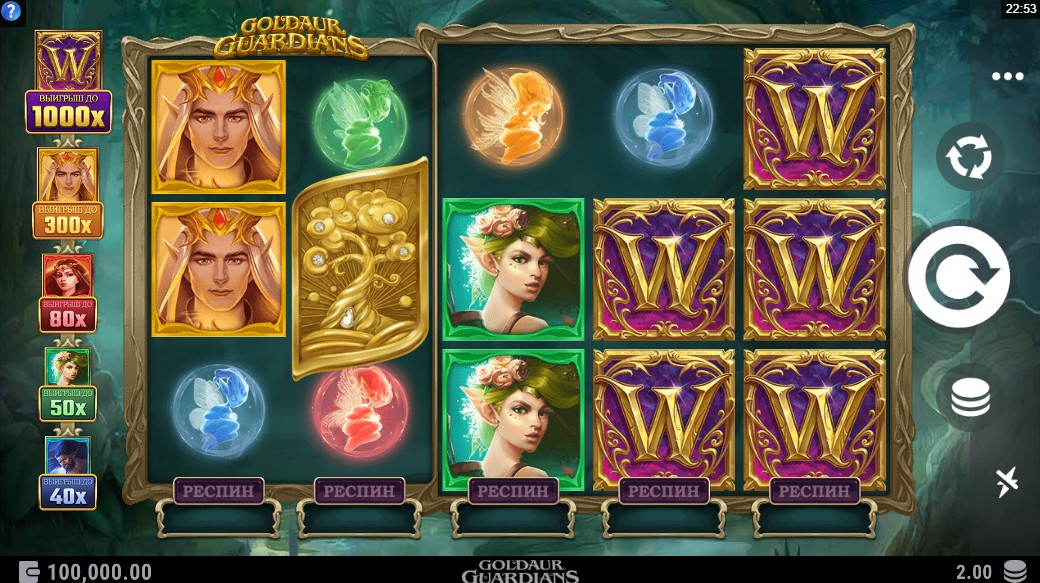 ?
22:53
GOLDAUR
GUARDIANS
W
ВЫИГРЫШ ДО
1000x
ВЫИГРЫШ ДО
300x
ВЫИГРЫШ ДО
80x
ВЫИГРЫШ ДО
50x
ВЫИГРЫШ ДО
40x
W
W W
W W
РЕСПИН РЕСПИН РЕСПИН РЕСПИН РЕСПИН
100,000.00
GOLDAUR
GUARDIANS
2.00